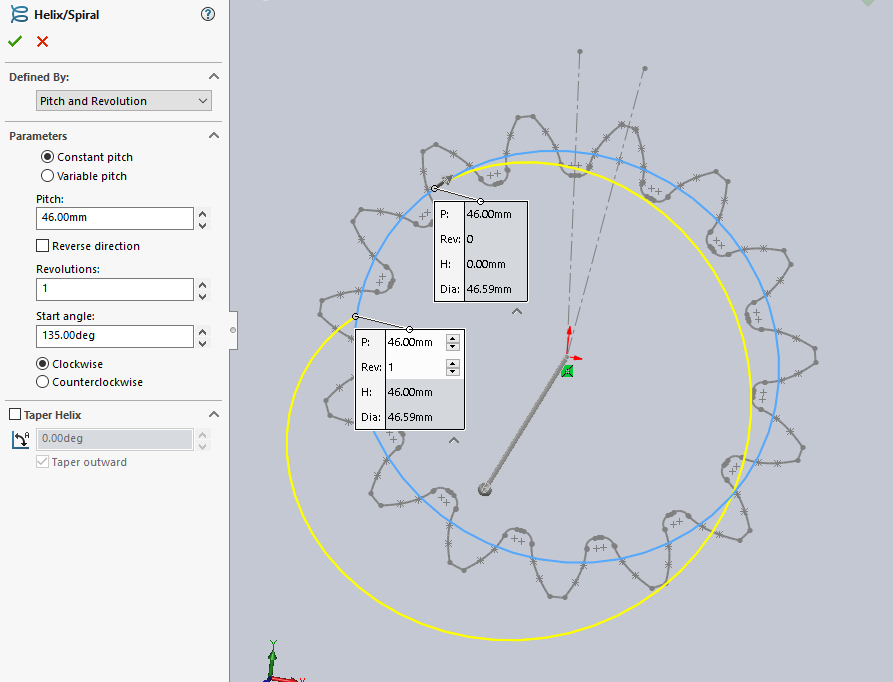 Helix/Spiral
Defined By:
Pitch and Revolution
Parameters
Constant pitch
Variable pitch
Pitch:
46.00mm
Reverse direction
Revolutions:
1
Start angle:
135.00deg
Clockwise
Counterclockwise
Taper Helix
0.00deg
Taper outward
P: 46.00mm
Rev: 0
H: 0.00mm
Dia: 46.59mm
P: 46.00mm
Rev: 1
H: 46.00mm
Dia: 46.59mm
Y